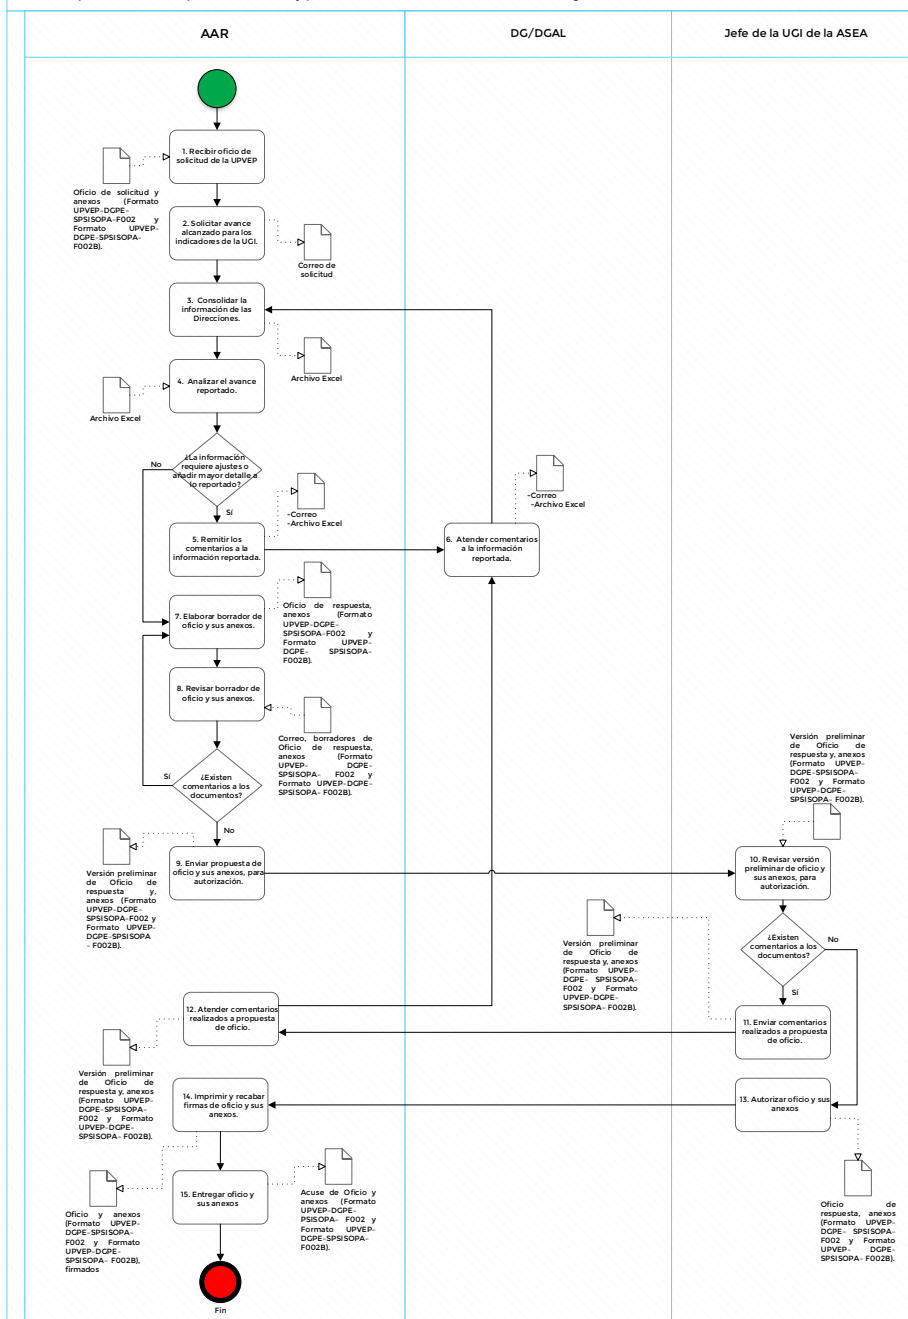 AAR
DG/DGAL
Jefe de la UGI de la ASEA
1. Recibir oficio de
solicitud de la UPVEP
Oficio de solicitud y
anexos (Formato
UPVEP-DGPE-
SPSISOPA-F002 y
Formato UPVEP-
DGPE-SPSISOPA-
F002B).
2. Solicitar avance
alcanzado para los
indicadores de la UGI.
Correo de
solicitud
3. Consolidar la
información de las
Direcciones.
Archivo Excel
4. Analizar el avance
reportado.
Archivo Excel
¿La información
requiere ajustes o
añadir mayor detalle a
lo reportado?
No
Sí
-Correo
-Archivo Excel
5. Remitir los
comentarios a la
información reportada.
-Correo
-Archivo Excel
6. Atender comentarios
a la información
reportada.
7. Elaborar borrador de
oficio y sus anexos.
Oficio de respuesta,
anexos (Formato
UPVEP-DGPE-
SPSISOPA-F002 y
Formato UPVEP-
DGPE- SPSISOPA-
F002B).
8. Revisar borrador de
oficio y sus anexos.
Correo, borradores de
Oficio de respuesta,
anexos (Formato
UPVEP- DGPE-
SPSISOPA- F002 y
Formato UPVEP-DGPE-
SPSISOPA- F002B).
¿Existen
comentarios a los
documentos?
Sí
No
9. Enviar propuesta de
oficio y sus anexos, para
autorización.
Versión preliminar
de Oficio de
respuesta y,
anexos (Formato
UPVEP-DGPE-
SPSISOPA-F002 y
Formato UPVEP-
DGPE-SPSISOPA
- F002B).
Versión preliminar
de Oficio de
respuesta y, anexos
(Formato UPVEP-
DGPE-SPSISOPA-
F002 y Formato
UPVEP-DGPE-
SPSISOPA- F002B).
10. Revisar versión
preliminar de oficio y
sus anexos, para
autorización.
¿Existen
comentarios a los
documentos?
No
Sí
Versión preliminar
de Oficio de
respuesta y, anexos
(Formato UPVEP-
DGPE- SPSISOPA-
F002 y Formato
UPVEP-DGPE-
SPSISOPA- F002B).
11. Enviar comentarios
realizados a propuesta
de oficio.
12. Atender comentarios
realizados a propuesta
de oficio.
Versión preliminar
de Oficio de
respuesta y, anexos
(Formato UPVEP-
DGPE-SPSISOPA-
F002 y Formato
UPVEP-DGPE-
SPSISOPA- F002B).
13. Autorizar oficio y sus
anexos
Oficio de
respuesta, anexos
(Formato UPVEP-
DGPE- SPSISOPA-
F002 y Formato
UPVEP- DGPE-
SPSISOPA- F002B).
14. Imprimir y recabar
firmas de oficio y sus
anexos.
Oficio y anexos
(Formato UPVEP-
DGPE-SPSISOPA-
F002 y Formato
UPVEP-DGPE-
SPSISOPA- F002B),
firmados
15. Entregar oficio y
sus anexos
Acuse de Oficio y
anexos (Formato
UPVEP-DGPE-
PSISOPA- F002 y
Formato UPVEP-
DGPE-SPSISOPA-
F002B).
Fin